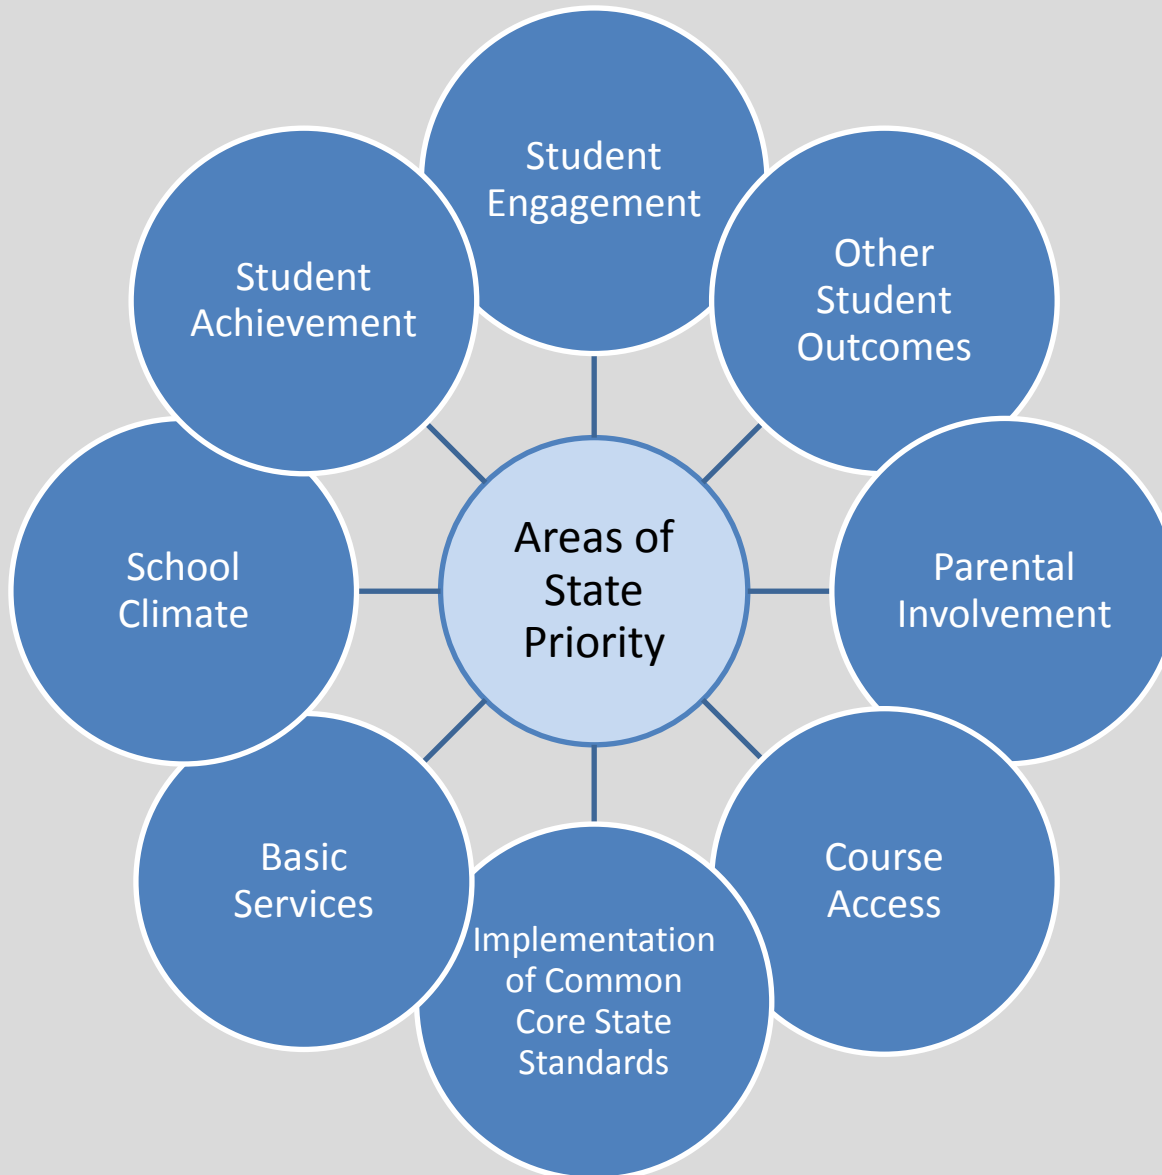 Student
Engagement
Other
Student
Outcomes
Parental
Involvement
Course
Access
Implementation
of Common
Core State
Standards
Basic
Services
School
Climate
Student
Achievement
Areas of
State
Priority